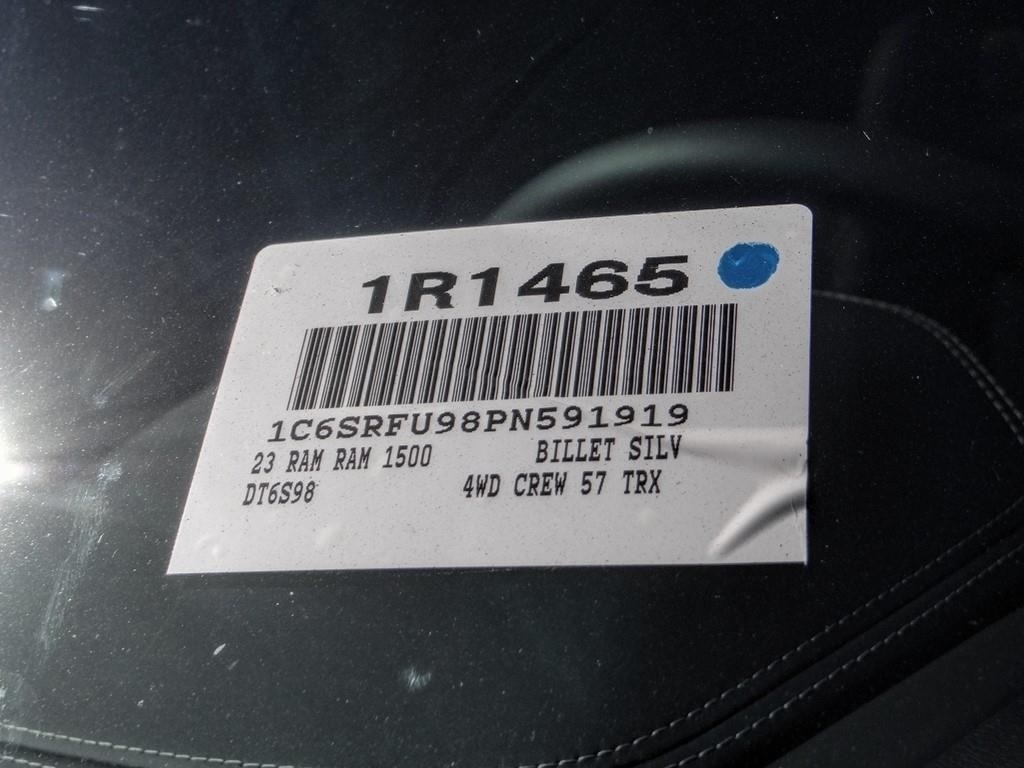 1R1465
1C6SRFU98PN591919
23 RAM RAM 1500 BILLET SILV
DT6S98 4WD CREW 57 TRX